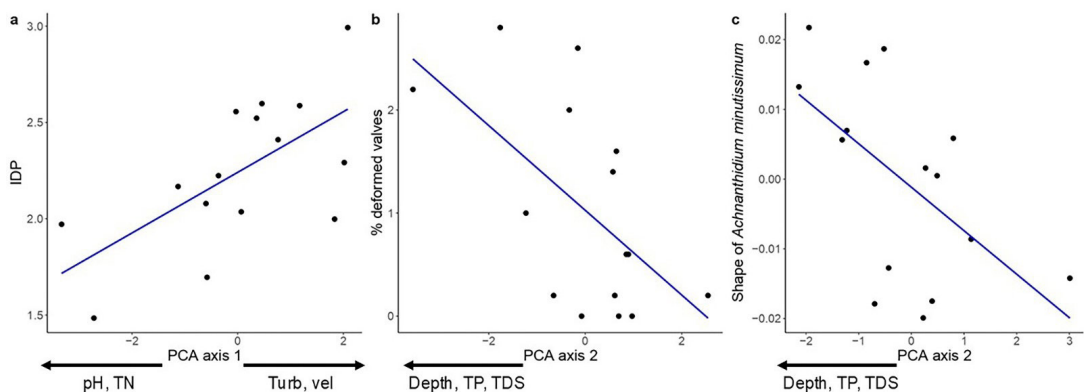 a
IDP
3.0
2.5
2.0
1.5
−2
0
2
PCA axis 1
pH, TN
Turb, vel
b
% deformed valves
2
1
0
−2
0
2
PCA axis 2
Depth, TP, TDS
c
Shape of Achnanthidium minutissimum
0.02
0.01
0.00
−0.01
−0.02
−2
−1
0
1
2
3
PCA axis 2
Depth, TP, TDS